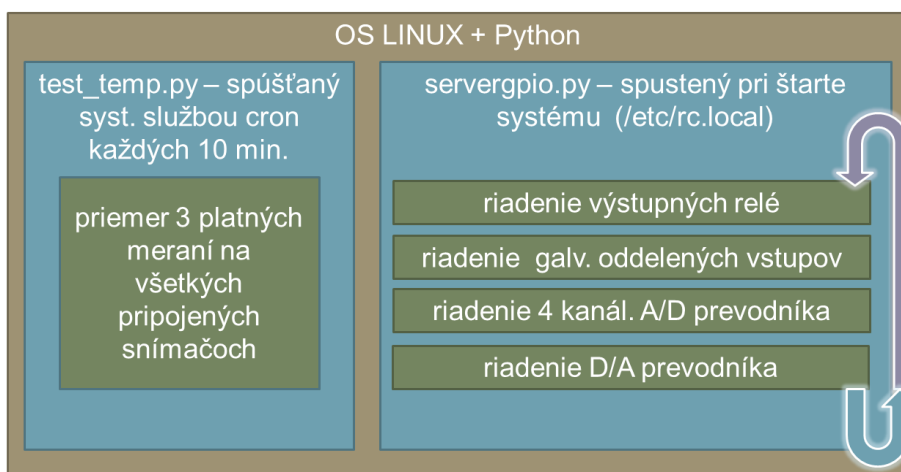 OS LINUX + Python
test_temp.py – spúšťaný
syst. službou cron
každých 10 min.
priemer 3 platných
meraní na
všetkých
pripojených
snímačoch
servergpio.py – spustený pri štarte
systému (/etc/rc.local)
riadenie výstupných relé
riadenie galv. oddelených vstupov
riadenie 4 kanál. A/D prevodníka
riadenie D/A prevodníka